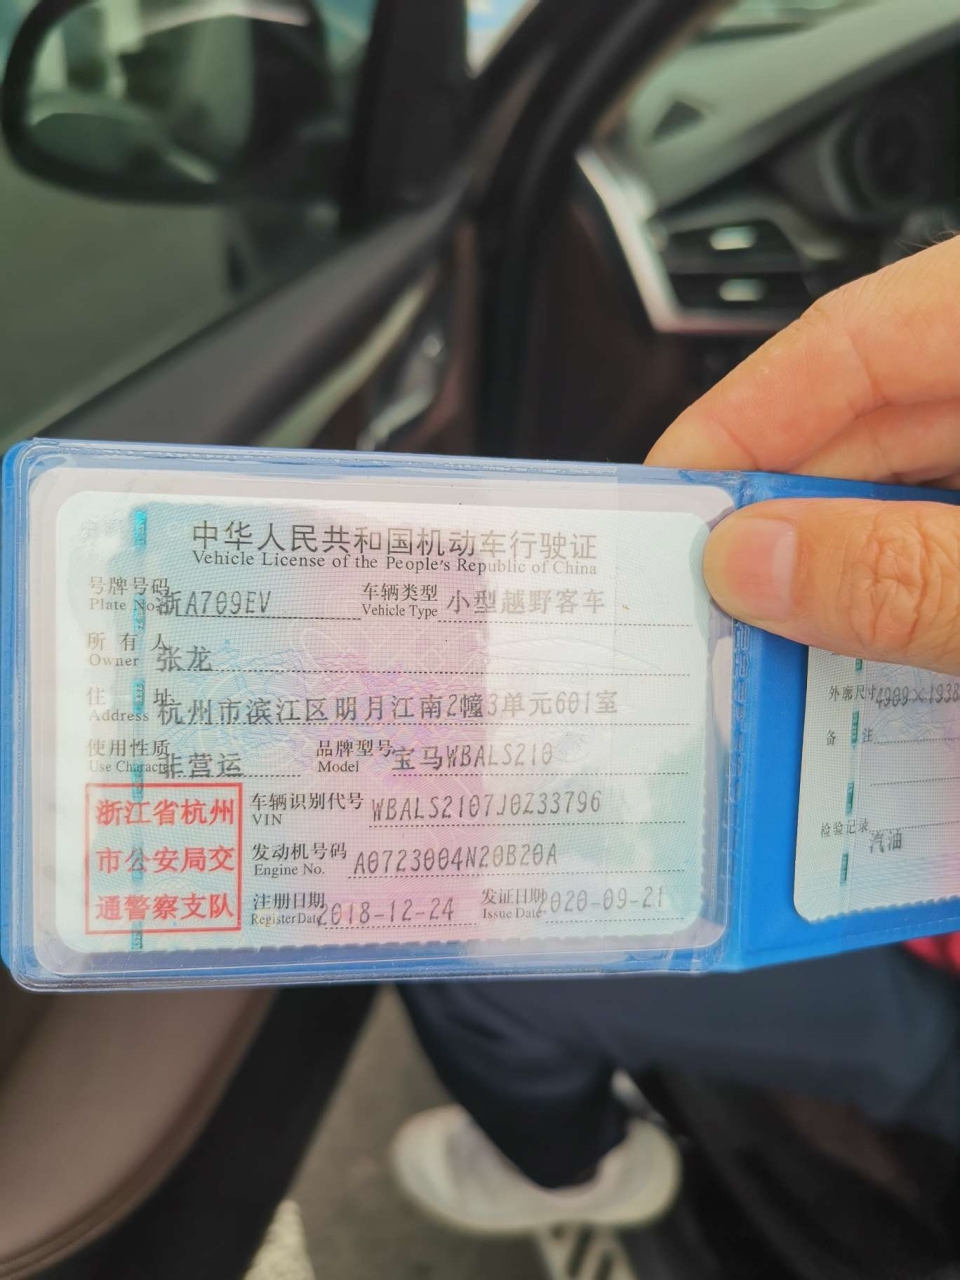 中华人民共和国机动车行驶证
Vehicle License of the People's Republic of China
号牌号码 浙A709EV 车辆类型 小型越野客车
Plate No. Vehicle Type
所有人 张龙
Owner
住址 杭州市滨江区明月江南2幢3单元601室
Address
使用性质 非营运 品牌型号 宝马WBALS210
Use Character Model
浙江省杭州
市公安局交
通警察支队
车辆识别代号 WBALS2107J0Z33796
VIN
发动机号码 A0723004N20B20A
Engine No.
注册日期 2018-12-24 发证日期 2020-09-21
Register Date Issue Date
外廓尺寸 4909×1938
备注
检验记录
汽油